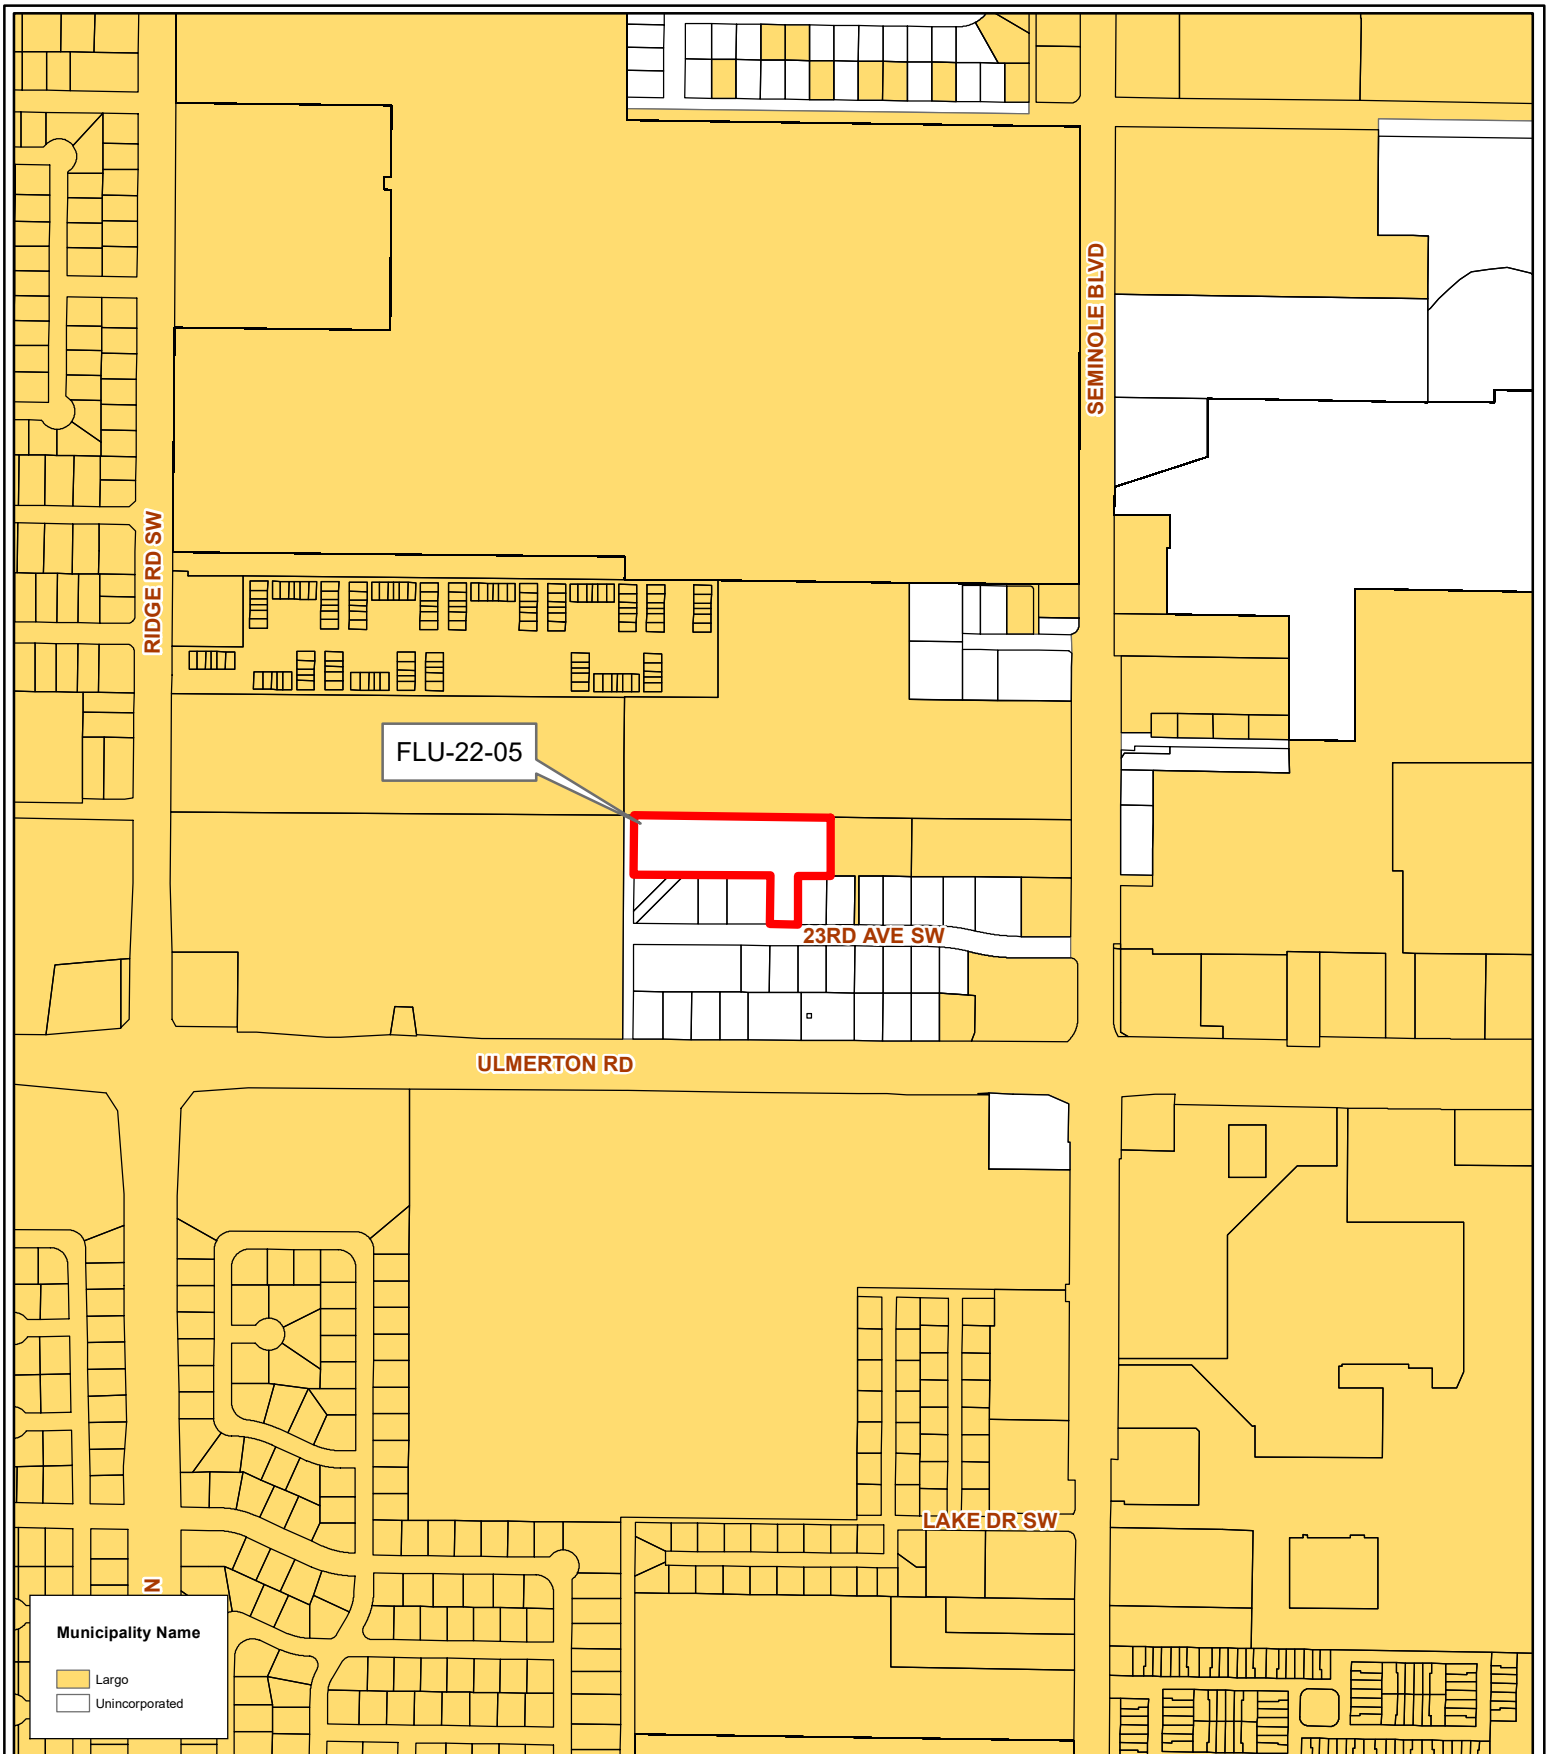 SEMINOLE BLVD
RIDGE RD SW
FLU-22-05
23RD AVE SW
ULMERTON RD
LAKE DR SW
N
Municipality Name
Largo
Unincorporated